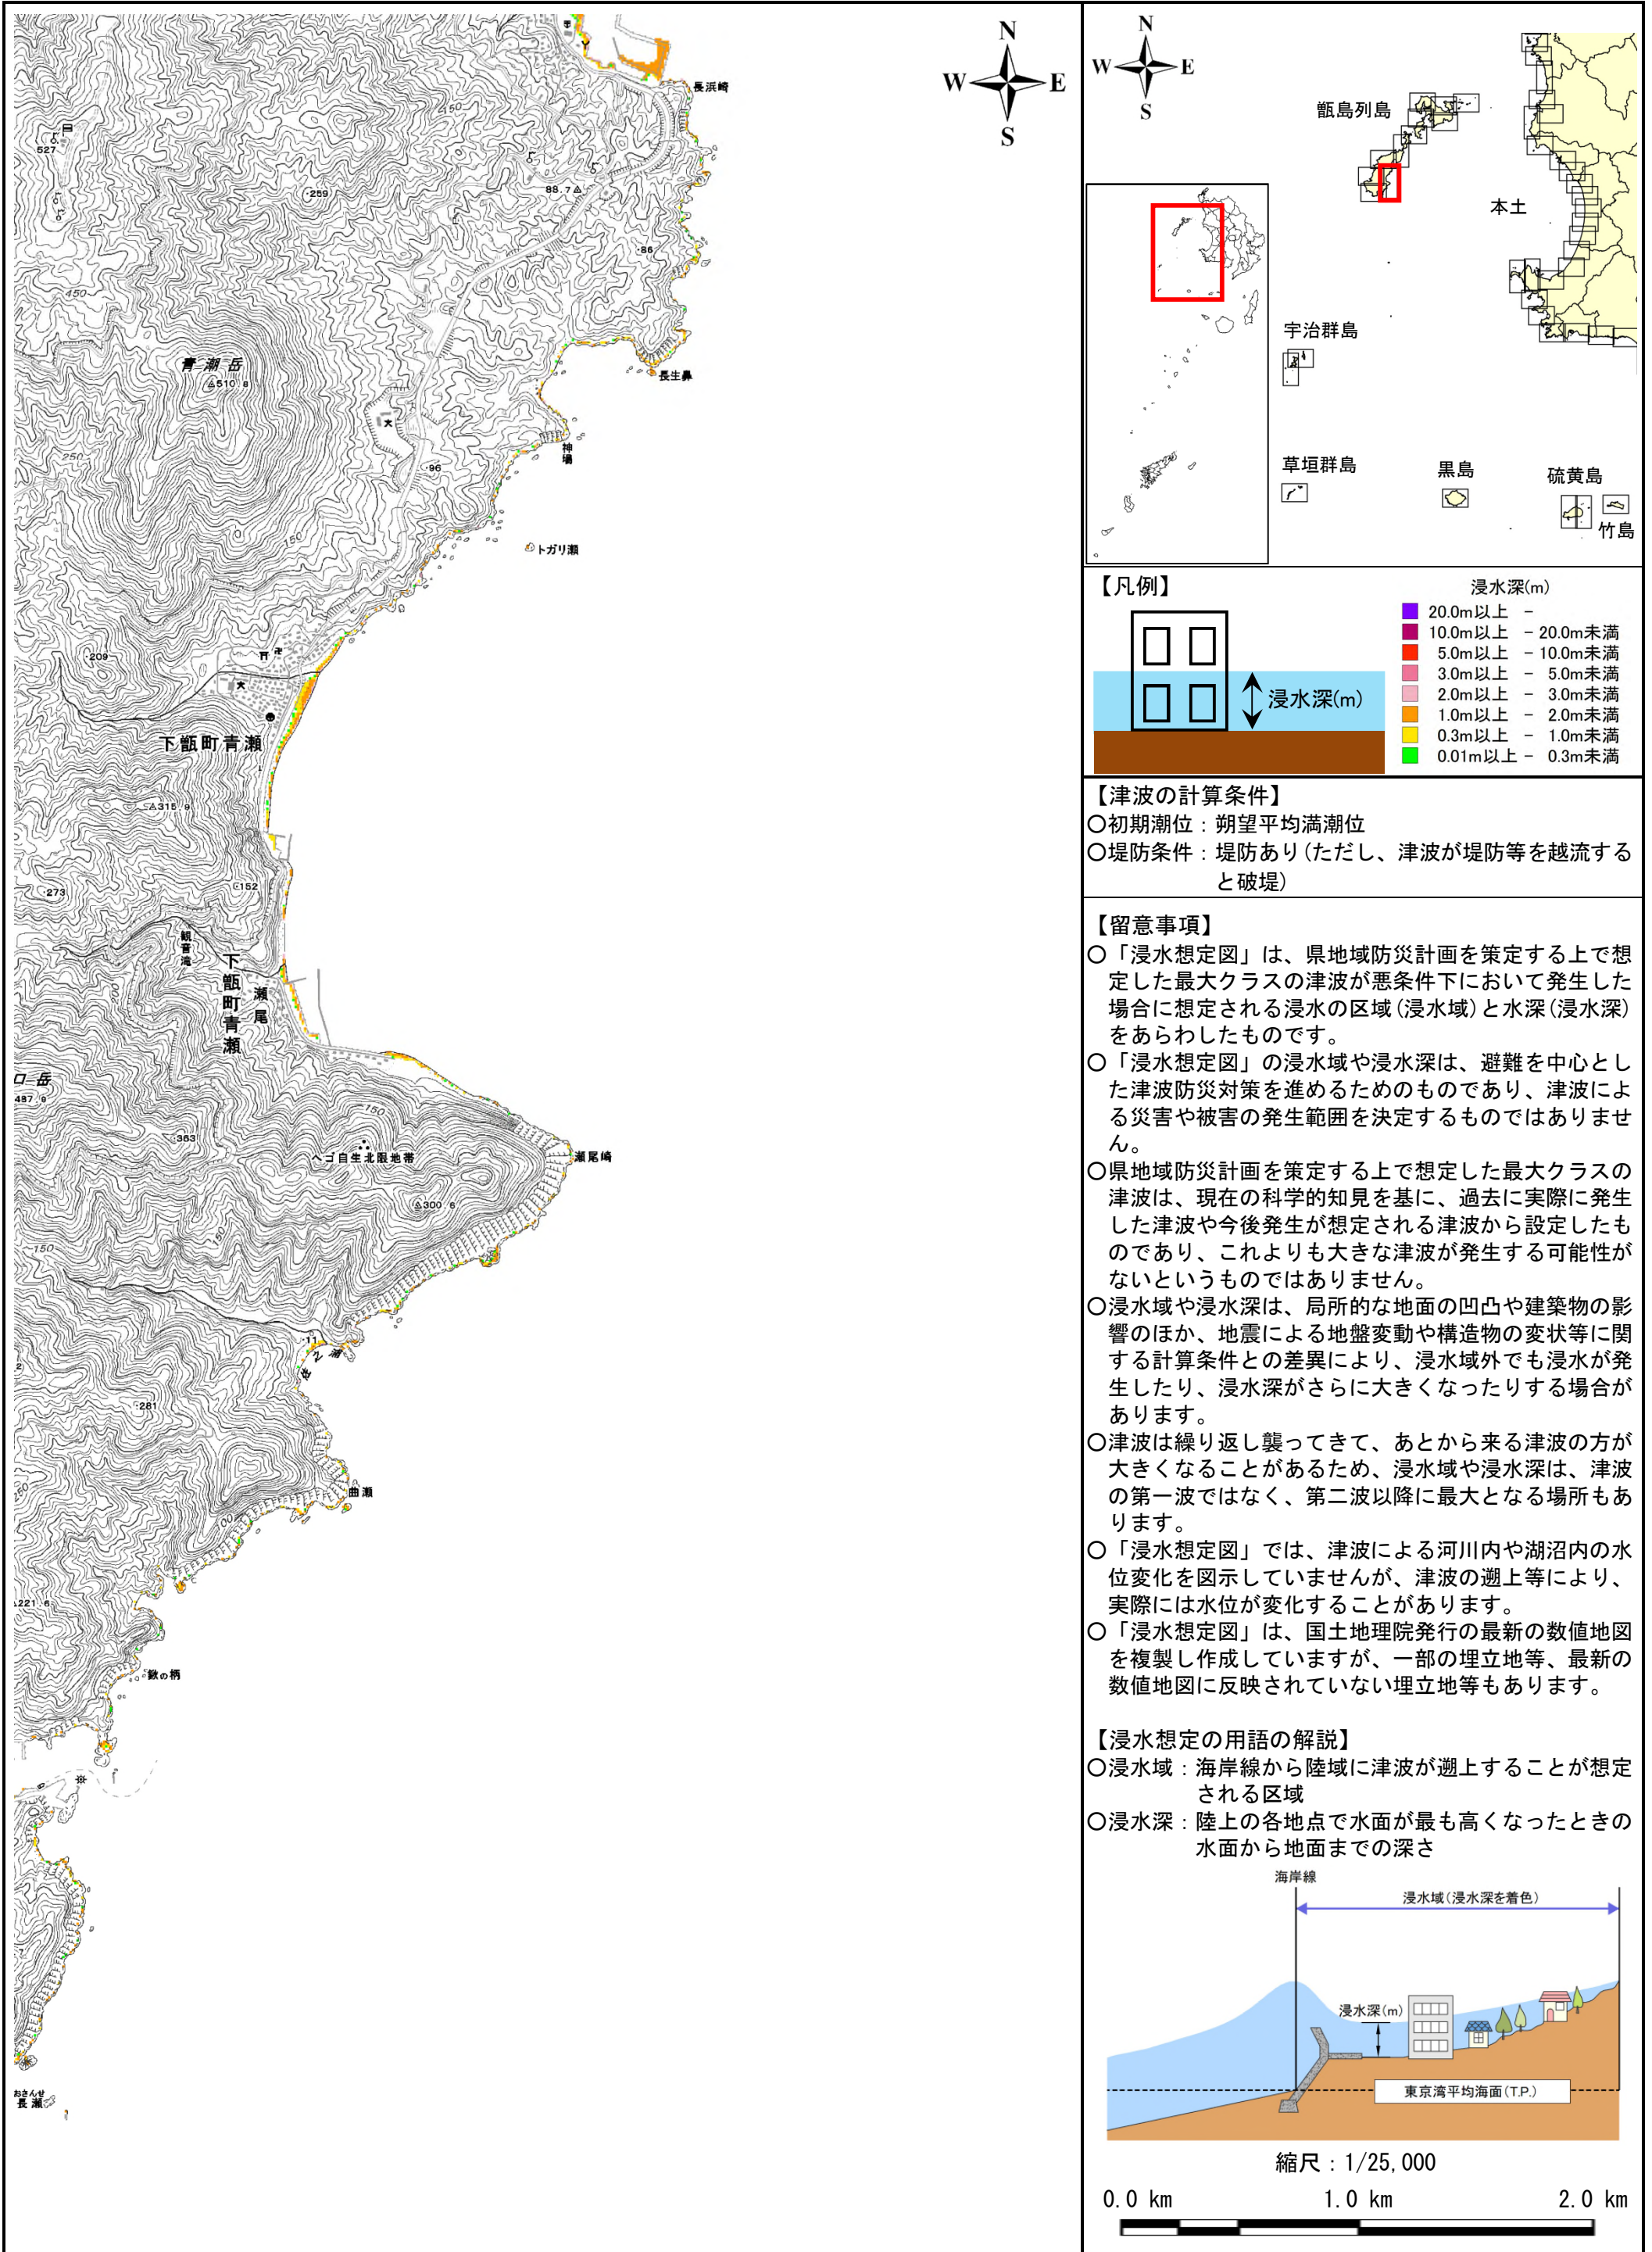 N
W E
S
長浜崎
150
527
259
88.7
86
450
青潮岳
510.8
長生鼻
神場
250
96
150
トガリ瀬
209
下甑町青瀬
315.9
273
152
観音滝
下甑町青瀬
瀬尾
口岳
487.6
363
150
ヘゴ自生北限地帯
瀬尾崎
300.6
150
150
11
281
曲瀬
221.6
鍬の柄
おさんせ
長瀬
N
W E
S
甑島列島
本土
宇治群島
草垣群島
黒島
硫黄島
竹島
【凡例】
浸水深(m)
浸水深(m)
20.0m以上 -
10.0m以上 - 20.0m未満
5.0m以上 - 10.0m未満
3.0m以上 - 5.0m未満
2.0m以上 - 3.0m未満
1.0m以上 - 2.0m未満
0.3m以上 - 1.0m未満
0.01m以上 - 0.3m未満
【津波の計算条件】
○初期潮位：朔望平均満潮位
○堤防条件：堤防あり(ただし、津波が堤防等を越流する
と破堤)
【留意事項】
○「浸水想定図」は、県地域防災計画を策定する上で想
定した最大クラスの津波が悪条件下において発生した
場合に想定される浸水の区域(浸水域)と水深(浸水深)
をあらわしたものです。
○「浸水想定図」の浸水域や浸水深は、避難を中心とし
た津波防災対策を進めるためのものであり、津波によ
る災害や被害の発生範囲を決定するものではありませ
ん。
○県地域防災計画を策定する上で想定した最大クラスの
津波は、現在の科学的知見を基に、過去に実際に発生
した津波や今後発生が想定される津波から設定したも
のであり、これよりも大きな津波が発生する可能性が
ないというものではありません。
○浸水域や浸水深は、局所的な地面の凹凸や建築物の影
響のほか、地震による地盤変動や構造物の変状等に関
する計算条件との差異により、浸水域外でも浸水が発
生したり、浸水深がさらに大きくなったりする場合が
あります。
○津波は繰り返し襲ってきて、あとから来る津波の方が
大きくなることがあるため、浸水域や浸水深は、津波
の第一波ではなく、第二波以降に最大となる場所もあ
ります。
○「浸水想定図」では、津波による河川内や湖沼内の水
位変化を図示していませんが、津波の遡上等により、
実際には水位が変化することがあります。
○「浸水想定図」は、国土地理院発行の最新の数値地図
を複製し作成していますが、一部の埋立地等、最新の
数値地図に反映されていない埋立地等もあります。
【浸水想定の用語の解説】
○浸水域：海岸線から陸域に津波が遡上することが想定
される区域
○浸水深：陸上の各地点で水面が最も高くなったときの
水面から地面までの深さ
海岸線
浸水域(浸水深を着色)
浸水深(m)
東京湾平均海面(T.P.)
縮尺：1/25,000
0.0 km 1.0 km 2.0 km